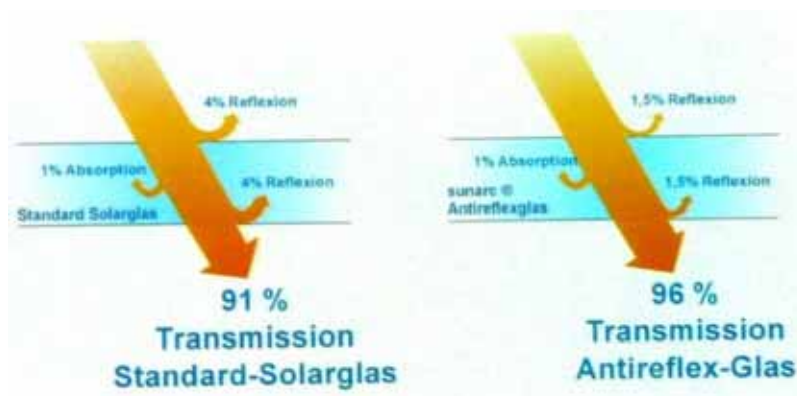 4% Reflexion
1% Absorption
4% Reflexion
Standard Solarglas
91 %
Transmission
Standard-Solarglas
1,5% Reflexion
1% Absorption
1,5% Reflexion
sunarc ®
Antireflexglas
96 %
Transmission
Antireflex-Glas